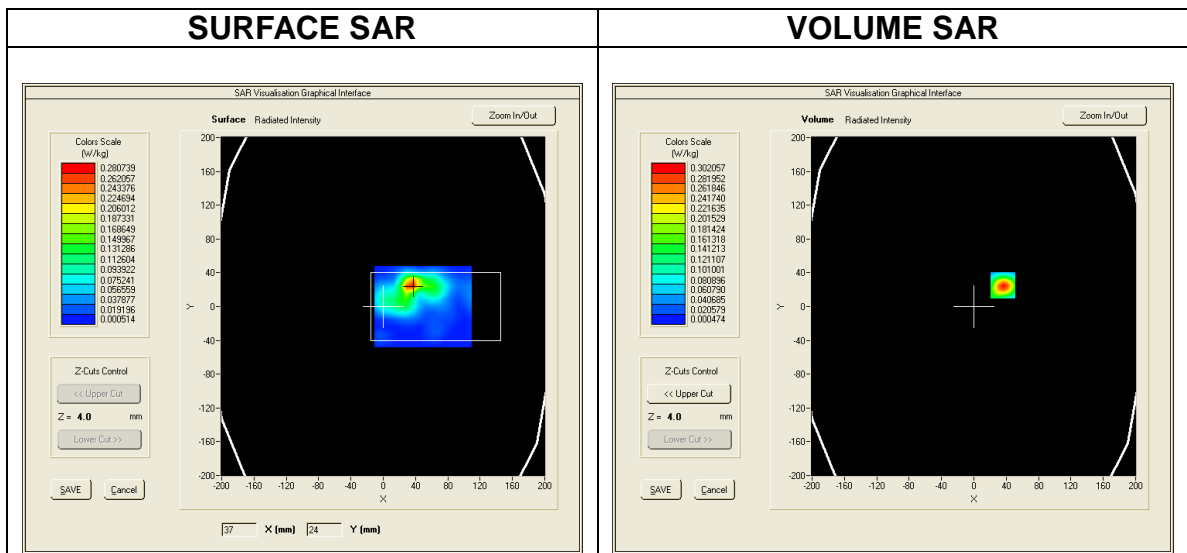 SURFACE SAR
VOLUME SAR
SAR Visualisation Graphical Interface
Surface Radiated Intensity
Zoom In/Out
Colors Scale
(W/kg)
0.280739
0.262057
0.243376
0.224694
0.206012
0.187331
0.168649
0.149967
0.131286
0.112604
0.093922
0.075241
0.056559
0.037877
0.019196
0.000514
Z-Cuts Control
<< Upper Cut
Z = 4.0 mm
Lower Cut >>
SAVE Cancel
200-
160-
120-
80-
40-
0-
-40-
-80-
-120-
-160-
-200-
Y
-200 -160 -120 -80 -40 0 40 80 120 160 200
X
37 X (mm) 24 Y (mm)
SAR Visualisation Graphical Interface
Volume Radiated Intensity
Zoom In/Out
Colors Scale
(W/kg)
0.302057
0.281952
0.261846
0.241740
0.221635
0.201529
0.181424
0.161318
0.141213
0.121107
0.101001
0.080896
0.060790
0.040685
0.020579
0.000474
Z-Cuts Control
<< Upper Cut
Z = 4.0 mm
Lower Cut >>
SAVE Cancel
200-
160-
120-
80-
40-
0-
-40-
-80-
-120-
-160-
-200-
Y
-200 -160 -120 -80 -40 0 40 80 120 160 200
X